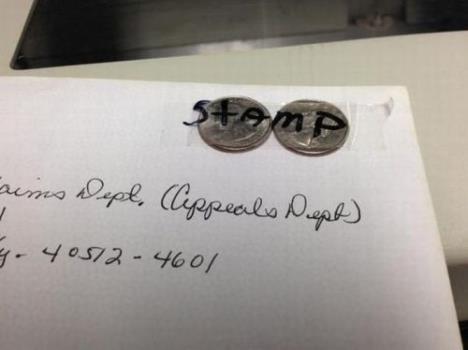 STAMP
aims Dept. (Appeals Dept)
y. 40512-4601